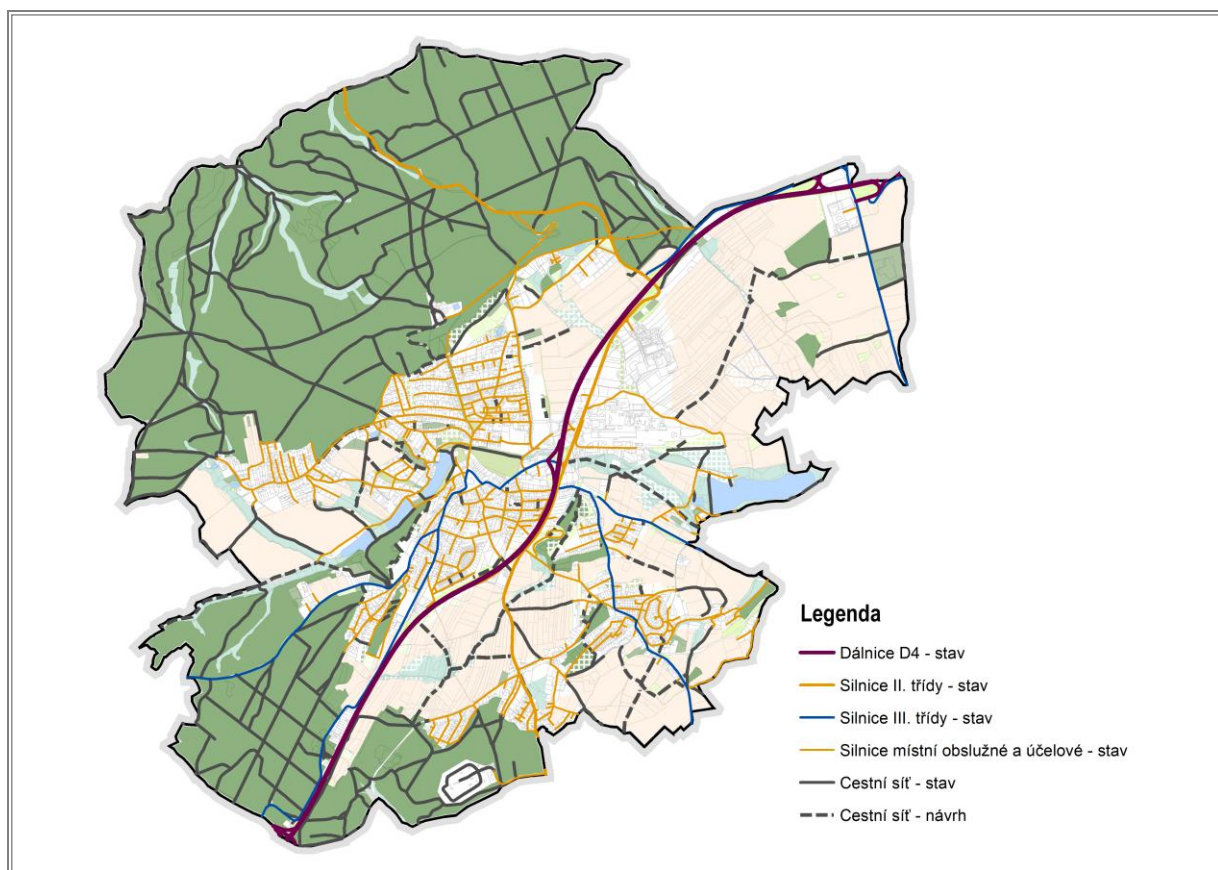 Legenda
Dálnice D4 - stav
Silnice II. třídy - stav
Silnice III. třídy - stav
Silnice místní obslužné a účelové - stav
Cestní síť - stav
Cestní síť - návrh